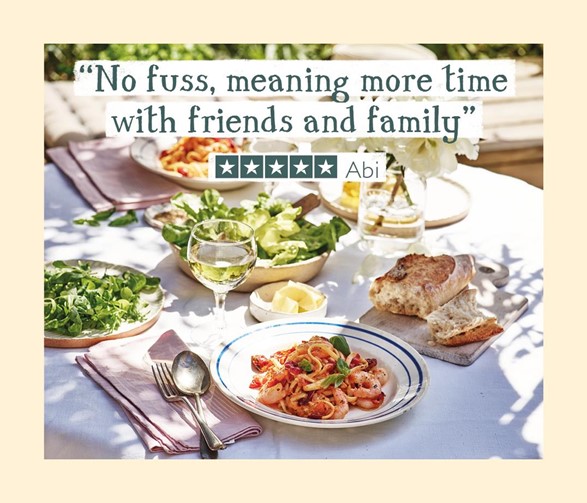 “No fuss, meaning more time
with friends and family”
Abi